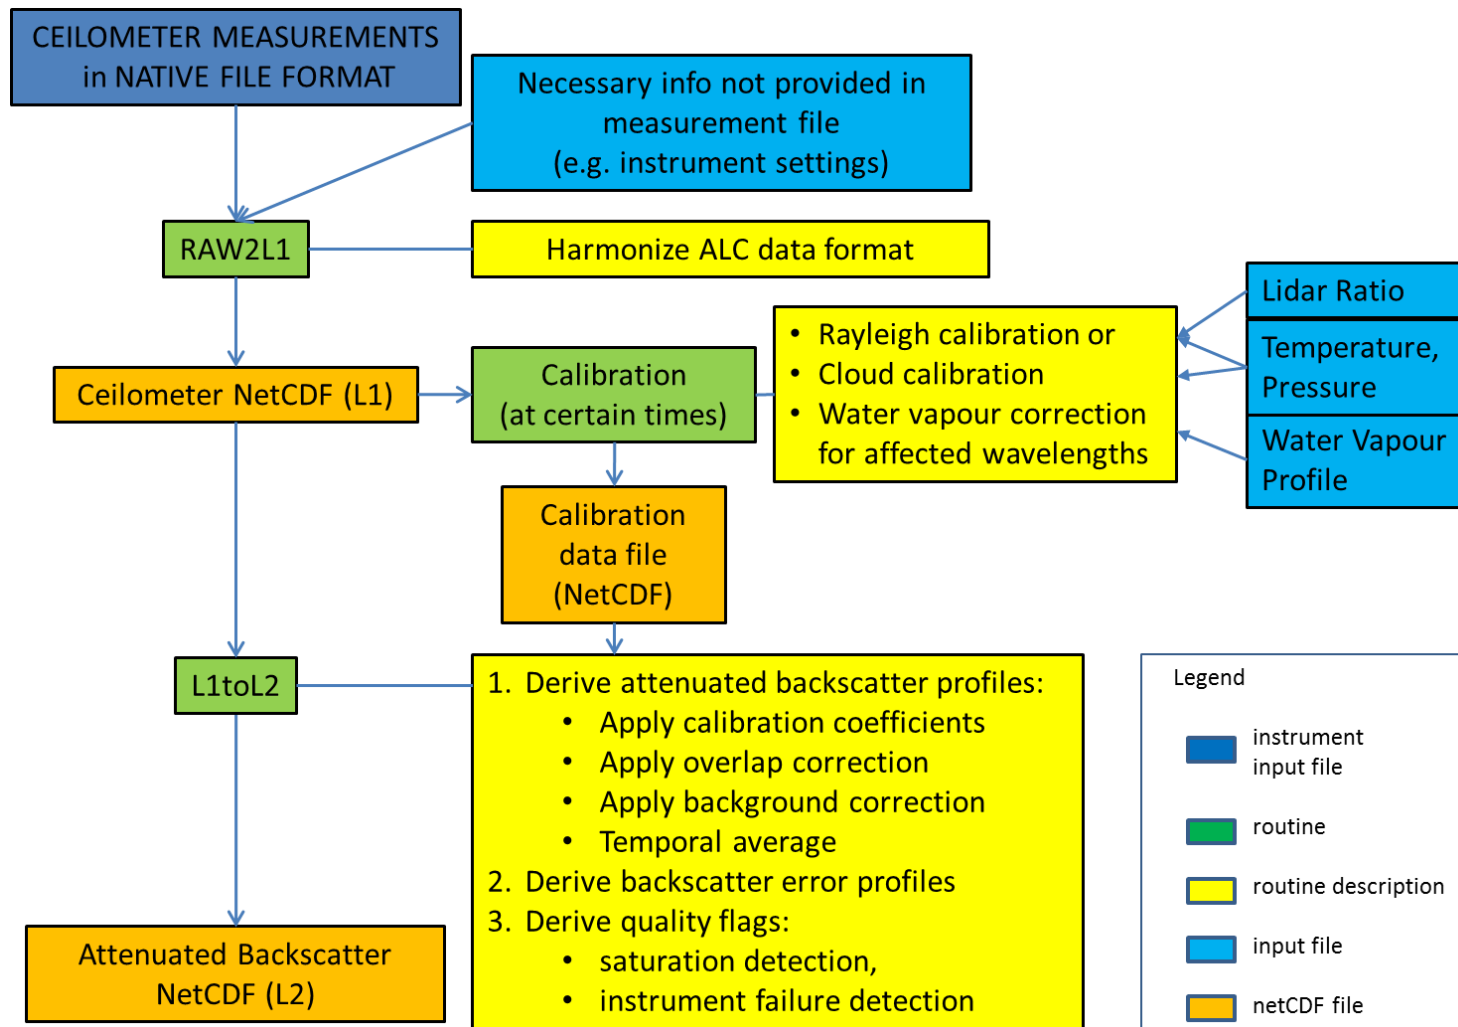 CEILOMETER MEASUREMENTS
in NATIVE FILE FORMAT
Necessary info not provided in
measurement file
(e.g. instrument settings)
RAW2L1
Harmonize ALC data format
Lidar Ratio
Temperature,
Pressure
Water Vapour
Profile
• Rayleigh calibration or
• Cloud calibration
• Water vapour correction
for affected wavelengths
Ceilometer NetCDF (L1)
Calibration
(at certain times)
Calibration
data file
(NetCDF)
L1toL2
1. Derive attenuated backscatter profiles:
• Apply calibration coefficients
• Apply overlap correction
• Apply background correction
• Temporal average
2. Derive backscatter error profiles
3. Derive quality flags:
• saturation detection,
• instrument failure detection
Attenuated Backscatter
NetCDF (L2)
Legend
instrument
input file
routine
routine description
input file
netCDF file